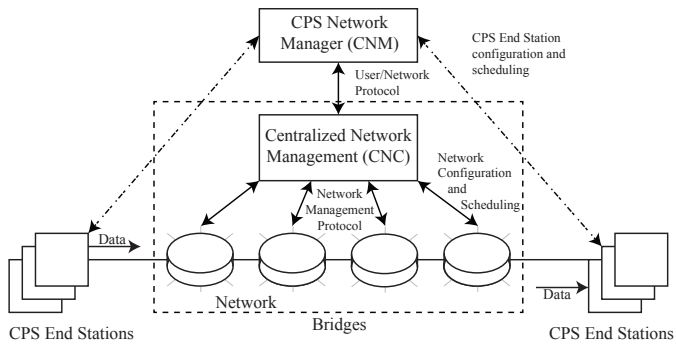 CPS Network
Manager (CNM)
CPS End Station
configuration and
scheduling
User/Network
Protocol
Centralized Network
Management (CNC)
Network
Configuration
and
Scheduling
Network
Management
Protocol
Data
Data
Network
Bridges
CPS End Stations
CPS End Stations